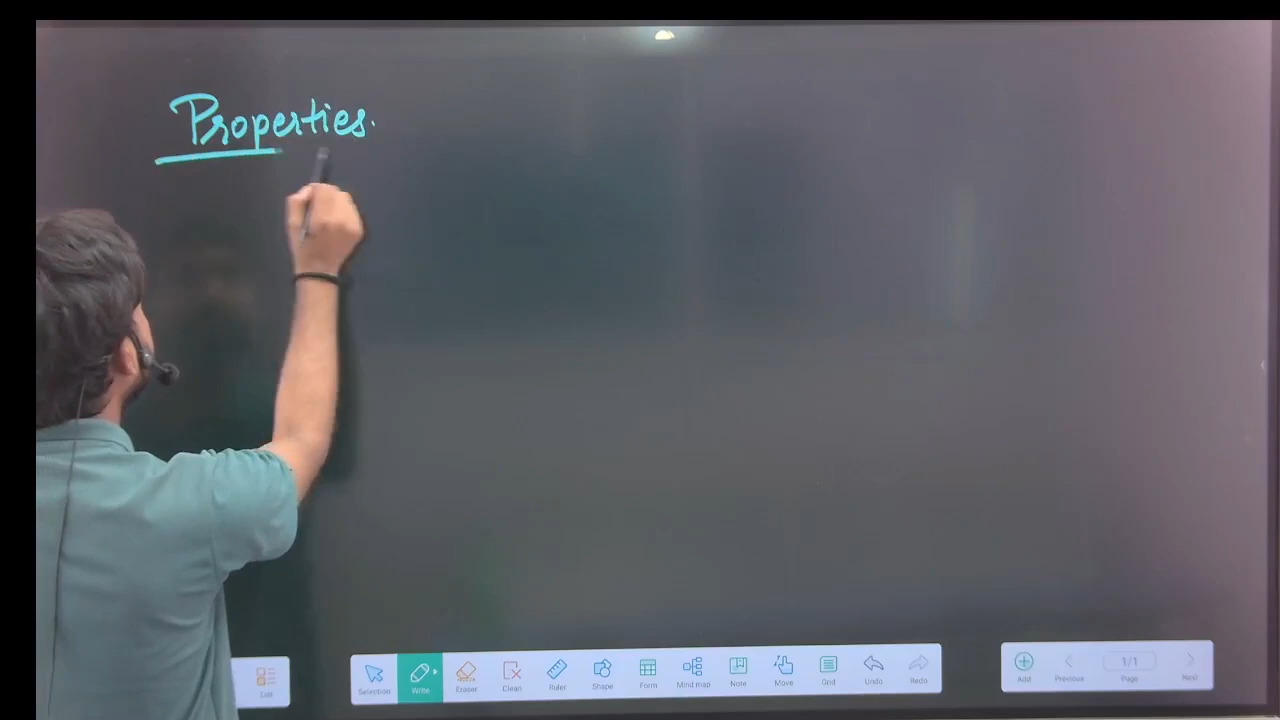 Properties.
Edit
Selection
Write
Eraser
Clean
Ruler
Shape
Form
Mind map
Note
Move
Grid
Undo
Redo
Add
Previous
1/1
Page
Next